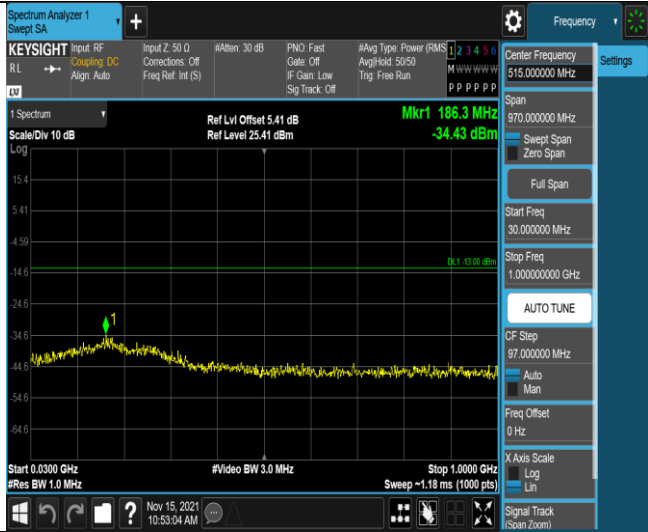 Spectrum Analyzer 1
Swept SA
Frequency
KEYSIGHT
RL
LXI
Input: RF
Coupling: DC
Align: Auto
Input Z: 50 Ω
Corrections: Off
Freq Ref: Int (S)
#Atten: 30 dB
PNO: Fast
Gate: Off
IF Gain: Low
Sig Track: Off
#Avg Type: Power (RMS
Avg|Hold: 50/50
Trig: Free Run
1 2 3 4 5 6
M W W W W W
P P P P P P
1 Spectrum
Scale/Div 10 dB
Log
Ref Lvl Offset 5.41 dB
Ref Level 25.41 dBm
Mkr1 186.3 MHz
-34.43 dBm
15.4
5.41
-4.59
-14.6
-24.6
-34.6
-44.6
-54.6
-64.6
DL1 -13.00 dBm
1
Start 0.0300 GHz
#Res BW 1.0 MHz
#Video BW 3.0 MHz
Stop 1.0000 GHz
Sweep ~1.18 ms (1000 pts)
Nov 15, 2021
10:53:04 AM
Settings
Center Frequency
515.000000 MHz
Span
970.000000 MHz
Swept Span
Zero Span
Full Span
Start Freq
30.000000 MHz
Stop Freq
1.000000000 GHz
AUTO TUNE
CF Step
97.000000 MHz
Auto
Man
Freq Offset
0 Hz
X Axis Scale
Log
Lin
Signal Track
(Span Zoom)